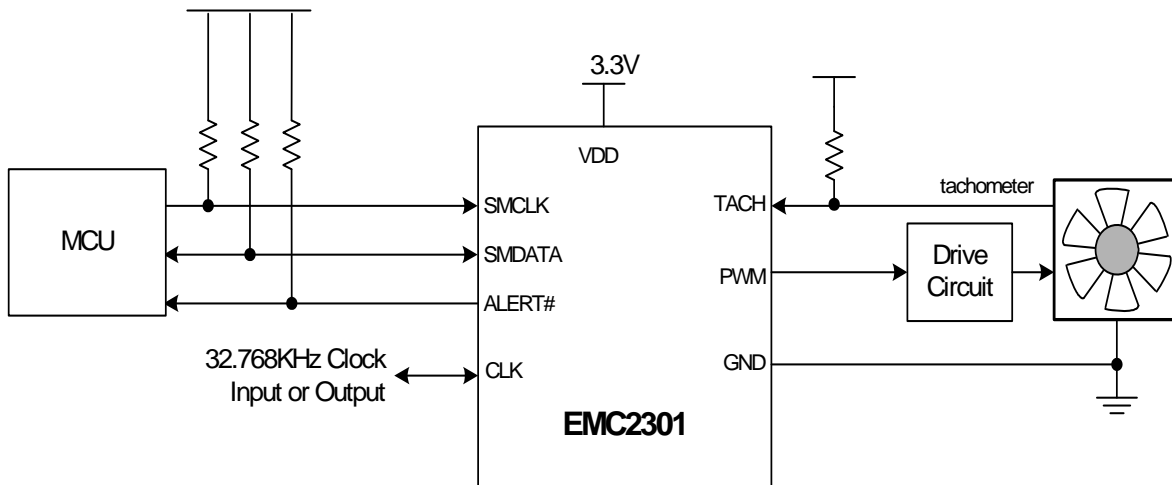 3.3V
VDD
MCU
SMCLK
SMDATA
ALERT#
32.768KHz Clock
Input or Output
CLK
EMC2301
TACH
PWM
GND
tachometer
Drive
Circuit